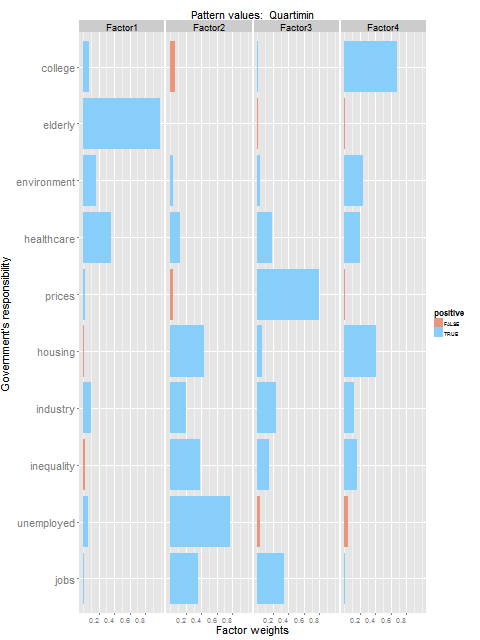 Pattern values: Quartimin
Factor1 Factor2 Factor3 Factor4
college
elderly
environment
healthcare
prices
housing
industry
inequality
unemployed
jobs
Government's responsibility
0.2 0.4 0.6 0.8 0.2 0.4 0.6 0.8 0.2 0.4 0.6 0.8 0.2 0.4 0.6 0.8
Factor weights
positive
FALSE
TRUE